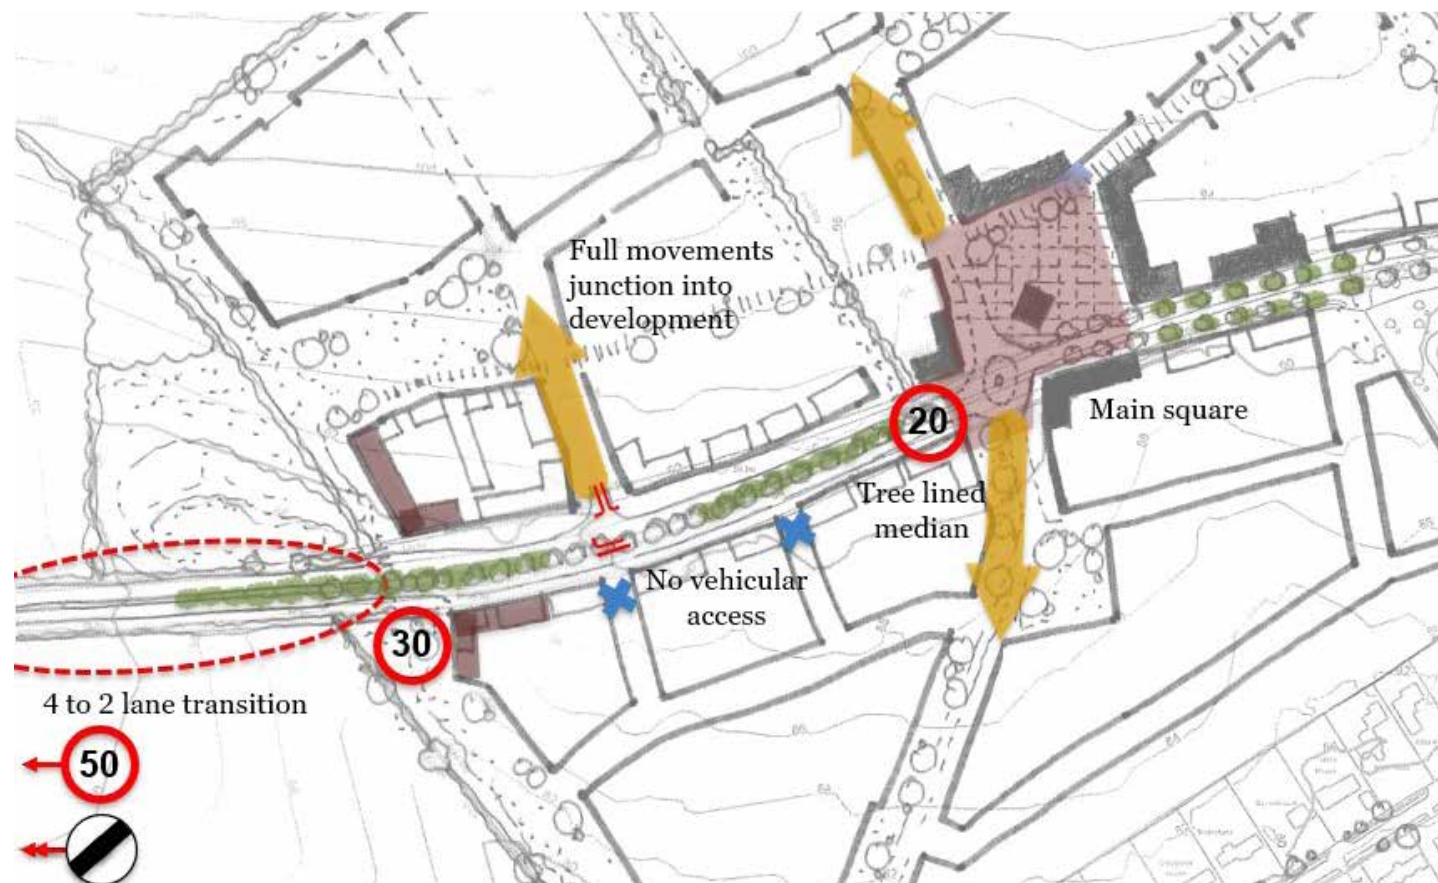 Full movements
junction into
development
20
Main square
Tree lined
median
No vehicular
access
30
4 to 2 lane transition
50